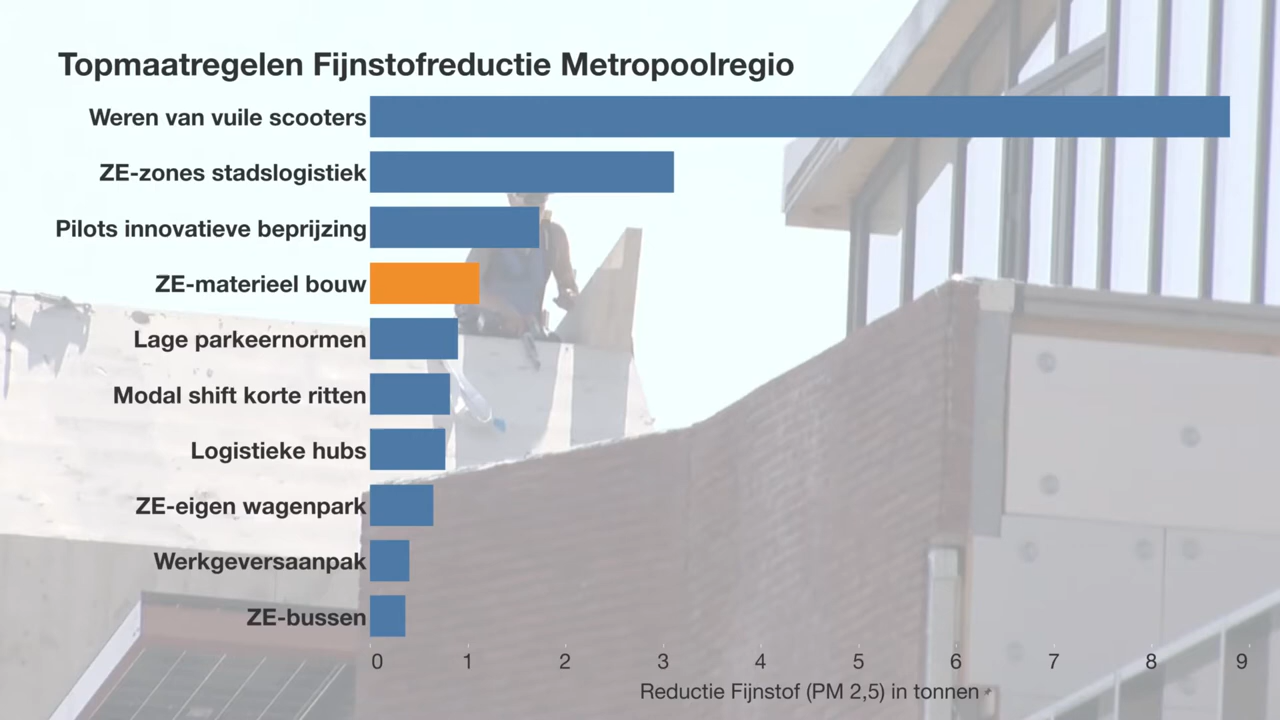 Topmaatregelen Fijnstofreductie Metropoolregio
Weren van vuile scooters
ZE-zones stadslogistiek
Pilots innovatieve beprijzing
ZE-materieel bouw
Lage parkeernormen
Modal shift korte ritten
Logistieke hubs
ZE-eigen wagenpark
Werkgeversaanpak
ZE-bussen
0 1 2 3 4 5 6 7 8 9
Reductie Fijnstof (PM 2,5) in tonnen